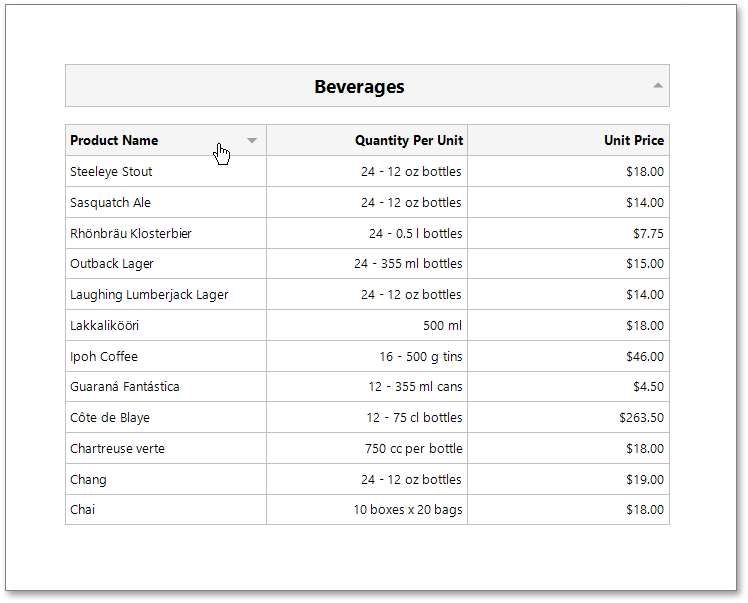 Beverages
Product Name Quantity Per Unit Unit Price
Steeleye Stout 24 - 12 oz bottles $18.00
Sasquatch Ale 24 - 12 oz bottles $14.00
Rhönbräu Klosterbier 24 - 0.5 l bottles $7.75
Outback Lager 24 - 355 ml bottles $15.00
Laughing Lumberjack Lager 24 - 12 oz bottles $14.00
Lakkalikööri 500 ml $18.00
Ipoh Coffee 16 - 500 g tins $46.00
Guaraná Fantástica 12 - 355 ml cans $4.50
Côte de Blaye 12 - 75 cl bottles $263.50
Chartreuse verte 750 cc per bottle $18.00
Chang 24 - 12 oz bottles $19.00
Chai 10 boxes x 20 bags $18.00